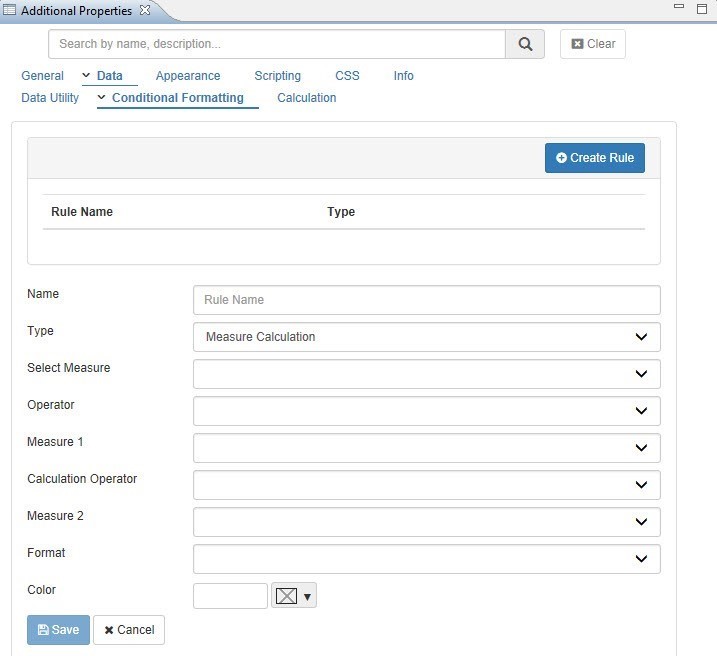 Additional Properties
Search by name, description...
Clear
General Data Appearance Scripting CSS Info
Data Utility Conditional Formatting Calculation
Create Rule
Rule Name Type
Name Rule Name
Type Measure Calculation
Select Measure
Operator
Measure 1
Calculation Operator
Measure 2
Format
Color
Save Cancel